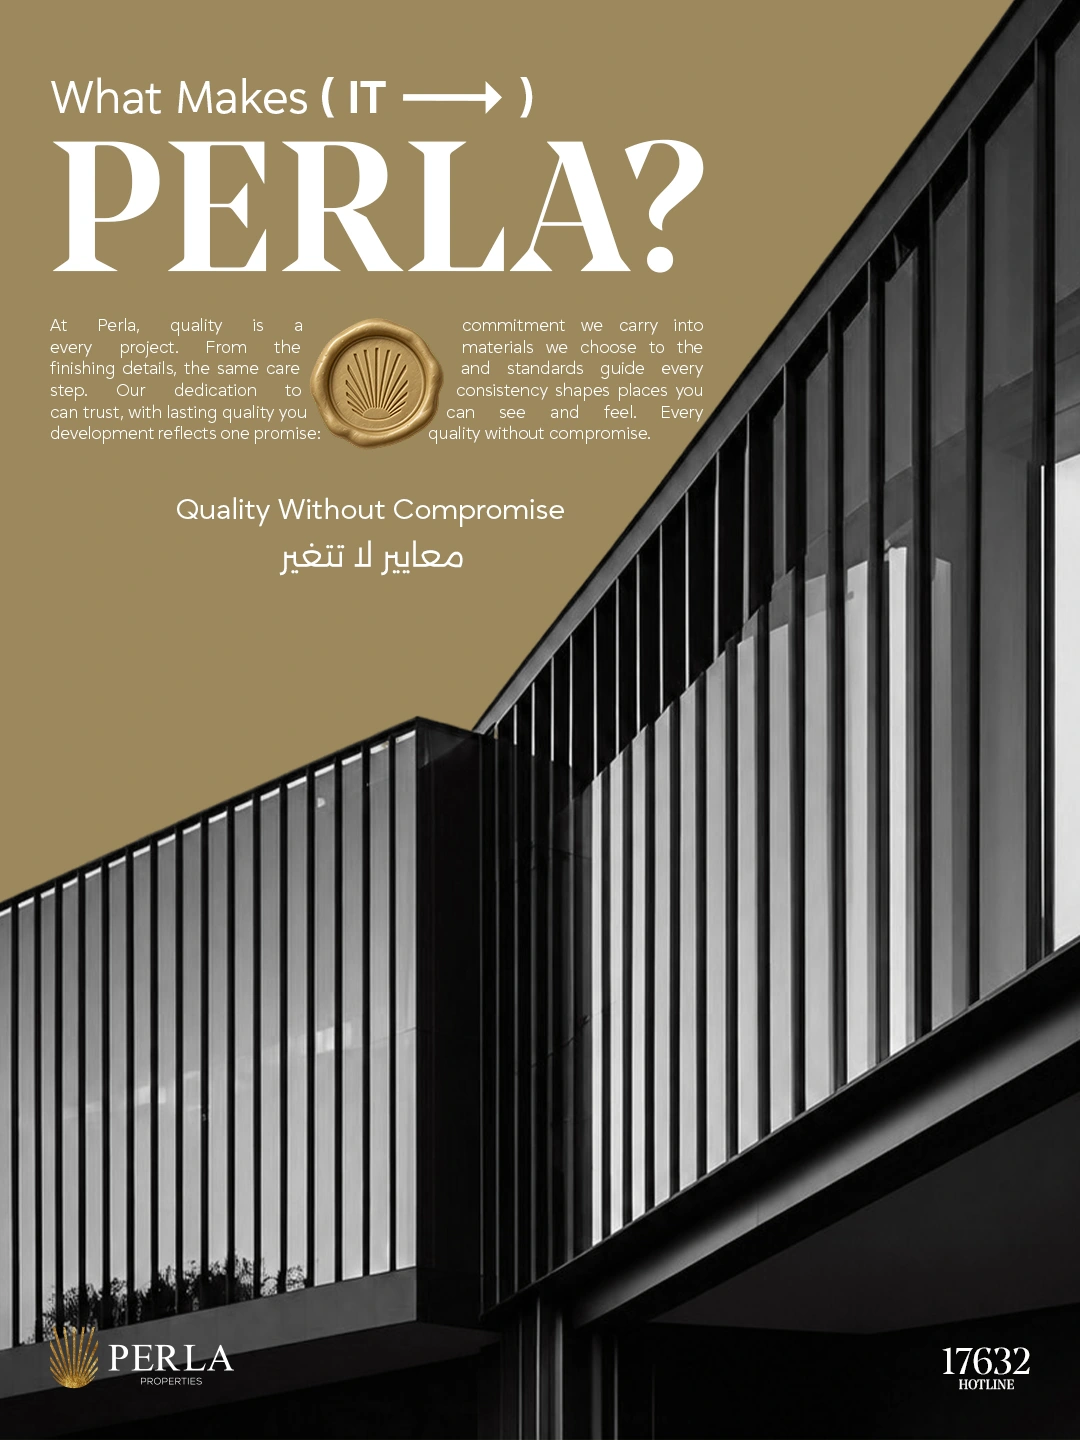 What Makes ( IT ⟶ )
PERLA?
At Perla, quality is a commitment we carry into
every project. From the materials we choose to the
finishing details, the same care and standards guide every
step. Our dedication to consistency shapes places you
can trust, with lasting quality you can see and feel. Every
development reflects one promise: quality without compromise.
Quality Without Compromise
معايير لا تتغير
PERLA
PROPERTIES
17632
HOTLINE